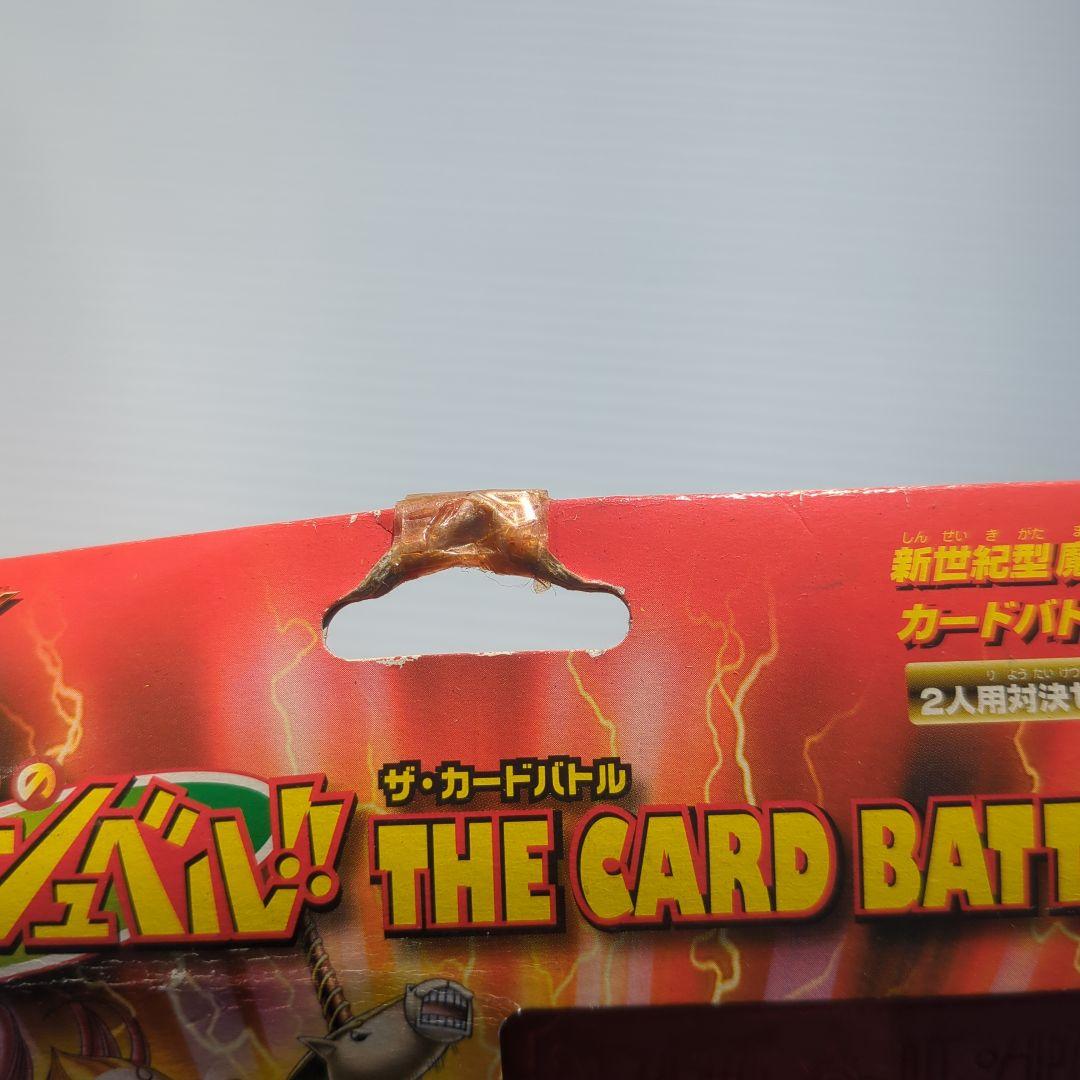 しん せい き がた
新世紀型
カードバト
り よう たい けつ
2人用対決
の
シュベル!!
ザ・カードバトル
THE CARD BATT